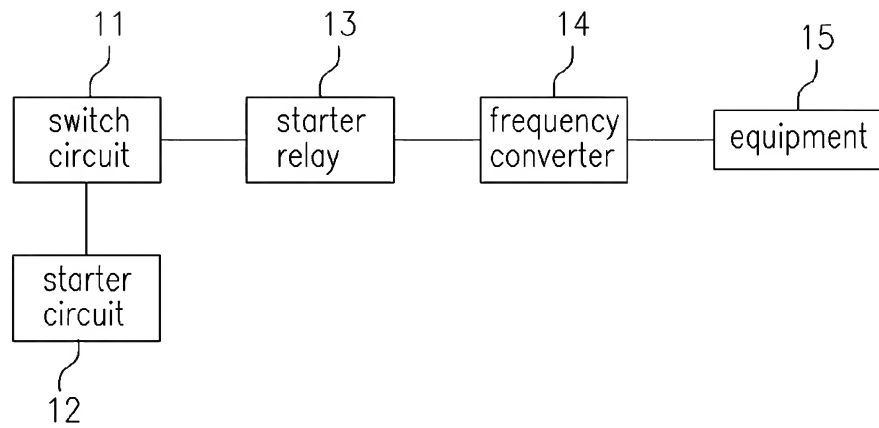 11
13
14
15
switch
circuit
starter
relay
frequency
converter
equipment
starter
circuit
12